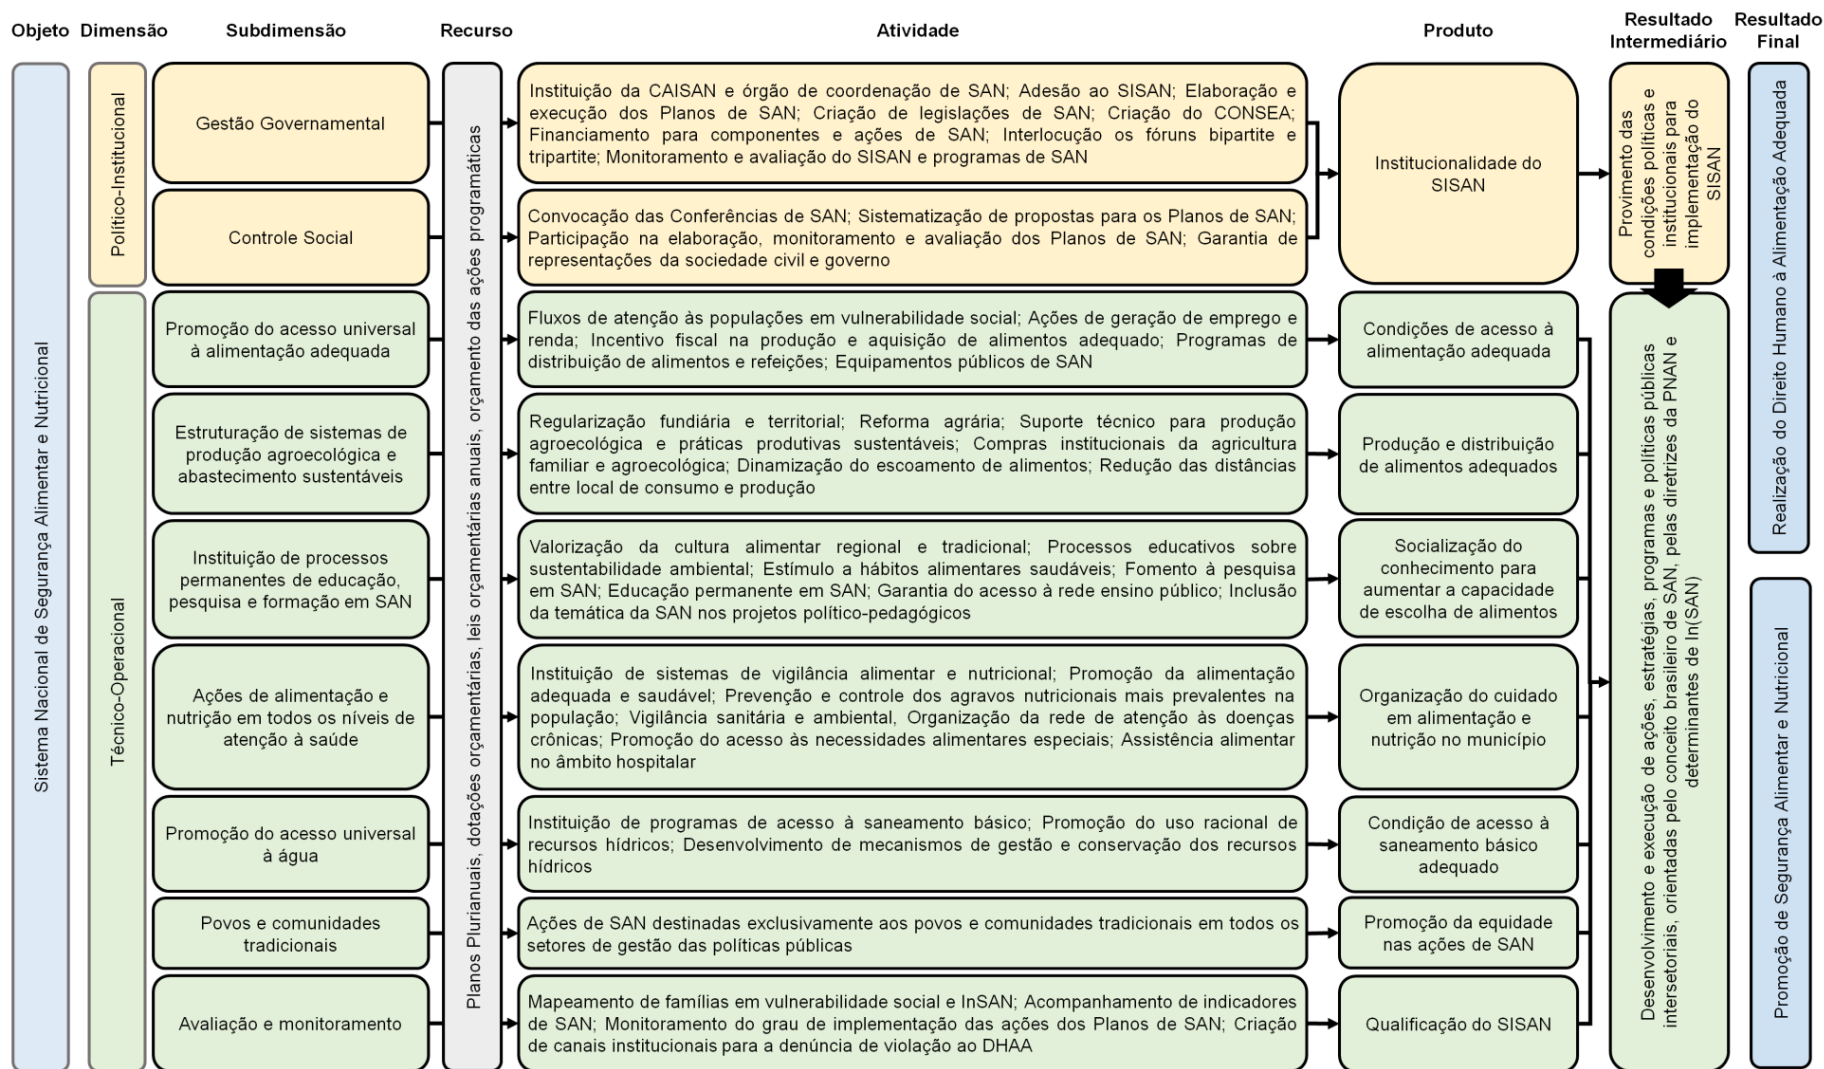 Objeto
Dimensão
Subdimensão
Recurso
Atividade
Produto
Resultado
Intermediário
Resultado
Final
Sistema Nacional de Segurança Alimentar e Nutricional
Político-Institucional
Gestão Governamental
Planos Plurianuais, dotações orçamentárias, leis orçamentárias anuais, orçamento das ações programáticas
Instituição da CAISAN e órgão de coordenação de SAN; Adesão ao SISAN; Elaboração e
execução dos Planos de SAN; Criação de legislações de SAN; Criação do CONSEA;
Financiamento para componentes e ações de SAN; Interlocução os fóruns bipartite e
tripartite; Monitoramento e avaliação do SISAN e programas de SAN
Controle Social
Convocação das Conferências de SAN; Sistematização de propostas para os Planos de SAN;
Participação na elaboração, monitoramento e avaliação dos Planos de SAN; Garantia de
representações da sociedade civil e governo
Institucionalidade do
SISAN
Provimento das
condições políticas e
institucionais para
implementação do
SISAN
Técnico-Operacional
Promoção do acesso universal
à alimentação adequada
Fluxos de atenção às populações em vulnerabilidade social; Ações de geração de emprego e
renda; Incentivo fiscal na produção e aquisição de alimentos adequado; Programas de
distribuição de alimentos e refeições; Equipamentos públicos de SAN
Condições de acesso à
alimentação adequada
Estruturação de sistemas de
produção agroecológica e
abastecimento sustentáveis
Regularização fundiária e territorial; Reforma agrária; Suporte técnico para produção
agroecológica e práticas produtivas sustentáveis; Compras institucionais da agricultura
familiar e agroecológica; Dinamização do escoamento de alimentos; Redução das distâncias
entre local de consumo e produção
Produção e distribuição
de alimentos adequados
Instituição de processos
permanentes de educação,
pesquisa e formação em SAN
Valorização da cultura alimentar regional e tradicional; Processos educativos sobre
sustentabilidade ambiental; Estímulo a hábitos alimentares saudáveis; Fomento à pesquisa
em SAN; Educação permanente em SAN; Garantia do acesso à rede ensino público; Inclusão
da temática da SAN nos projetos político-pedagógicos
Socialização do
conhecimento para
aumentar a capacidade
de escolha de alimentos
Ações de alimentação e
nutrição em todos os níveis de
atenção à saúde
Instituição de sistemas de vigilância alimentar e nutricional; Promoção da alimentação
adequada e saudável; Prevenção e controle dos agravos nutricionais mais prevalentes na
população; Vigilância sanitária e ambiental, Organização da rede de atenção às doenças
crônicas; Promoção do acesso às necessidades alimentares especiais; Assistência alimentar
no âmbito hospitalar
Organização do cuidado
em alimentação e
nutrição no município
Promoção do acesso universal
à água
Instituição de programas de acesso à saneamento básico; Promoção do uso racional de
recursos hídricos; Desenvolvimento de mecanismos de gestão e conservação dos recursos
hídricos
Condição de acesso à
saneamento básico
adequado
Povos e comunidades
tradicionais
Ações de SAN destinadas exclusivamente aos povos e comunidades tradicionais em todos os
setores de gestão das políticas públicas
Promoção da equidade
nas ações de SAN
Avaliação e monitoramento
Mapeamento de famílias em vulnerabilidade social e InSAN; Acompanhamento de indicadores
de SAN; Monitoramento do grau de implementação das ações dos Planos de SAN; Criação
de canais institucionais para a denúncia de violação ao DHAA
Qualificação do SISAN
Desenvolvimento e execução de ações, estratégias, programas e políticas públicas
intersetoriais, orientadas pelo conceito brasileiro de SAN, pelas diretrizes da PNAN e
determinantes de In(SAN)
Realização do Direito Humano à Alimentação Adequada
Promoção de Segurança Alimentar e Nutricional